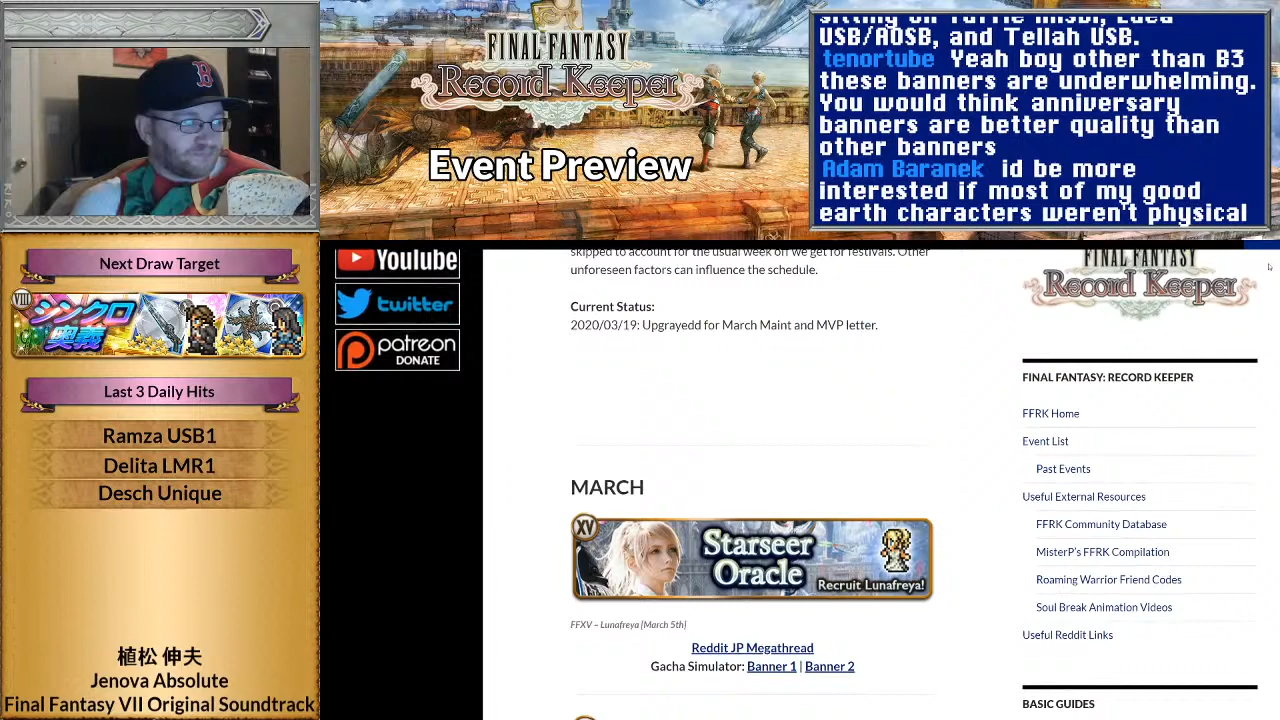 FINAL FANTASY
Record Keeper
Event Preview
USB/AOSB, and Tellah USB.
tenortube Yeah boy other than B3
these banners are underwhelming.
You would think anniversary
banners are better quality than
other banners
Adam Baranek id be more
interested if most of my good
earth characters weren't physical
Next Draw Target
VIII
シンクロ
奥義
Last 3 Daily Hits
Ramza USB1
Delita LMR1
Desch Unique
植松 伸夫
Jenova Absolute
Final Fantasy VII Original Soundtrack
Youtube
twitter
patreon
DONATE
skipped to account for the usual week off we get for festivals. Other
unforeseen factors can influence the schedule.
Current Status:
2020/03/19: Upgrayedd for March Maint and MVP letter.
MARCH
XV
Starseer
Oracle
Recruit Lunafreya!
FFXV – Lunafreya [March 5th]
Reddit JP Megathread
Gacha Simulator: Banner 1 | Banner 2
FINAL FANTASY
Record Keeper
FINAL FANTASY: RECORD KEEPER
FFRK Home
Event List
Past Events
Useful External Resources
FFRK Community Database
MisterP's FFRK Compilation
Roaming Warrior Friend Codes
Soul Break Animation Videos
Useful Reddit Links
BASIC GUIDES